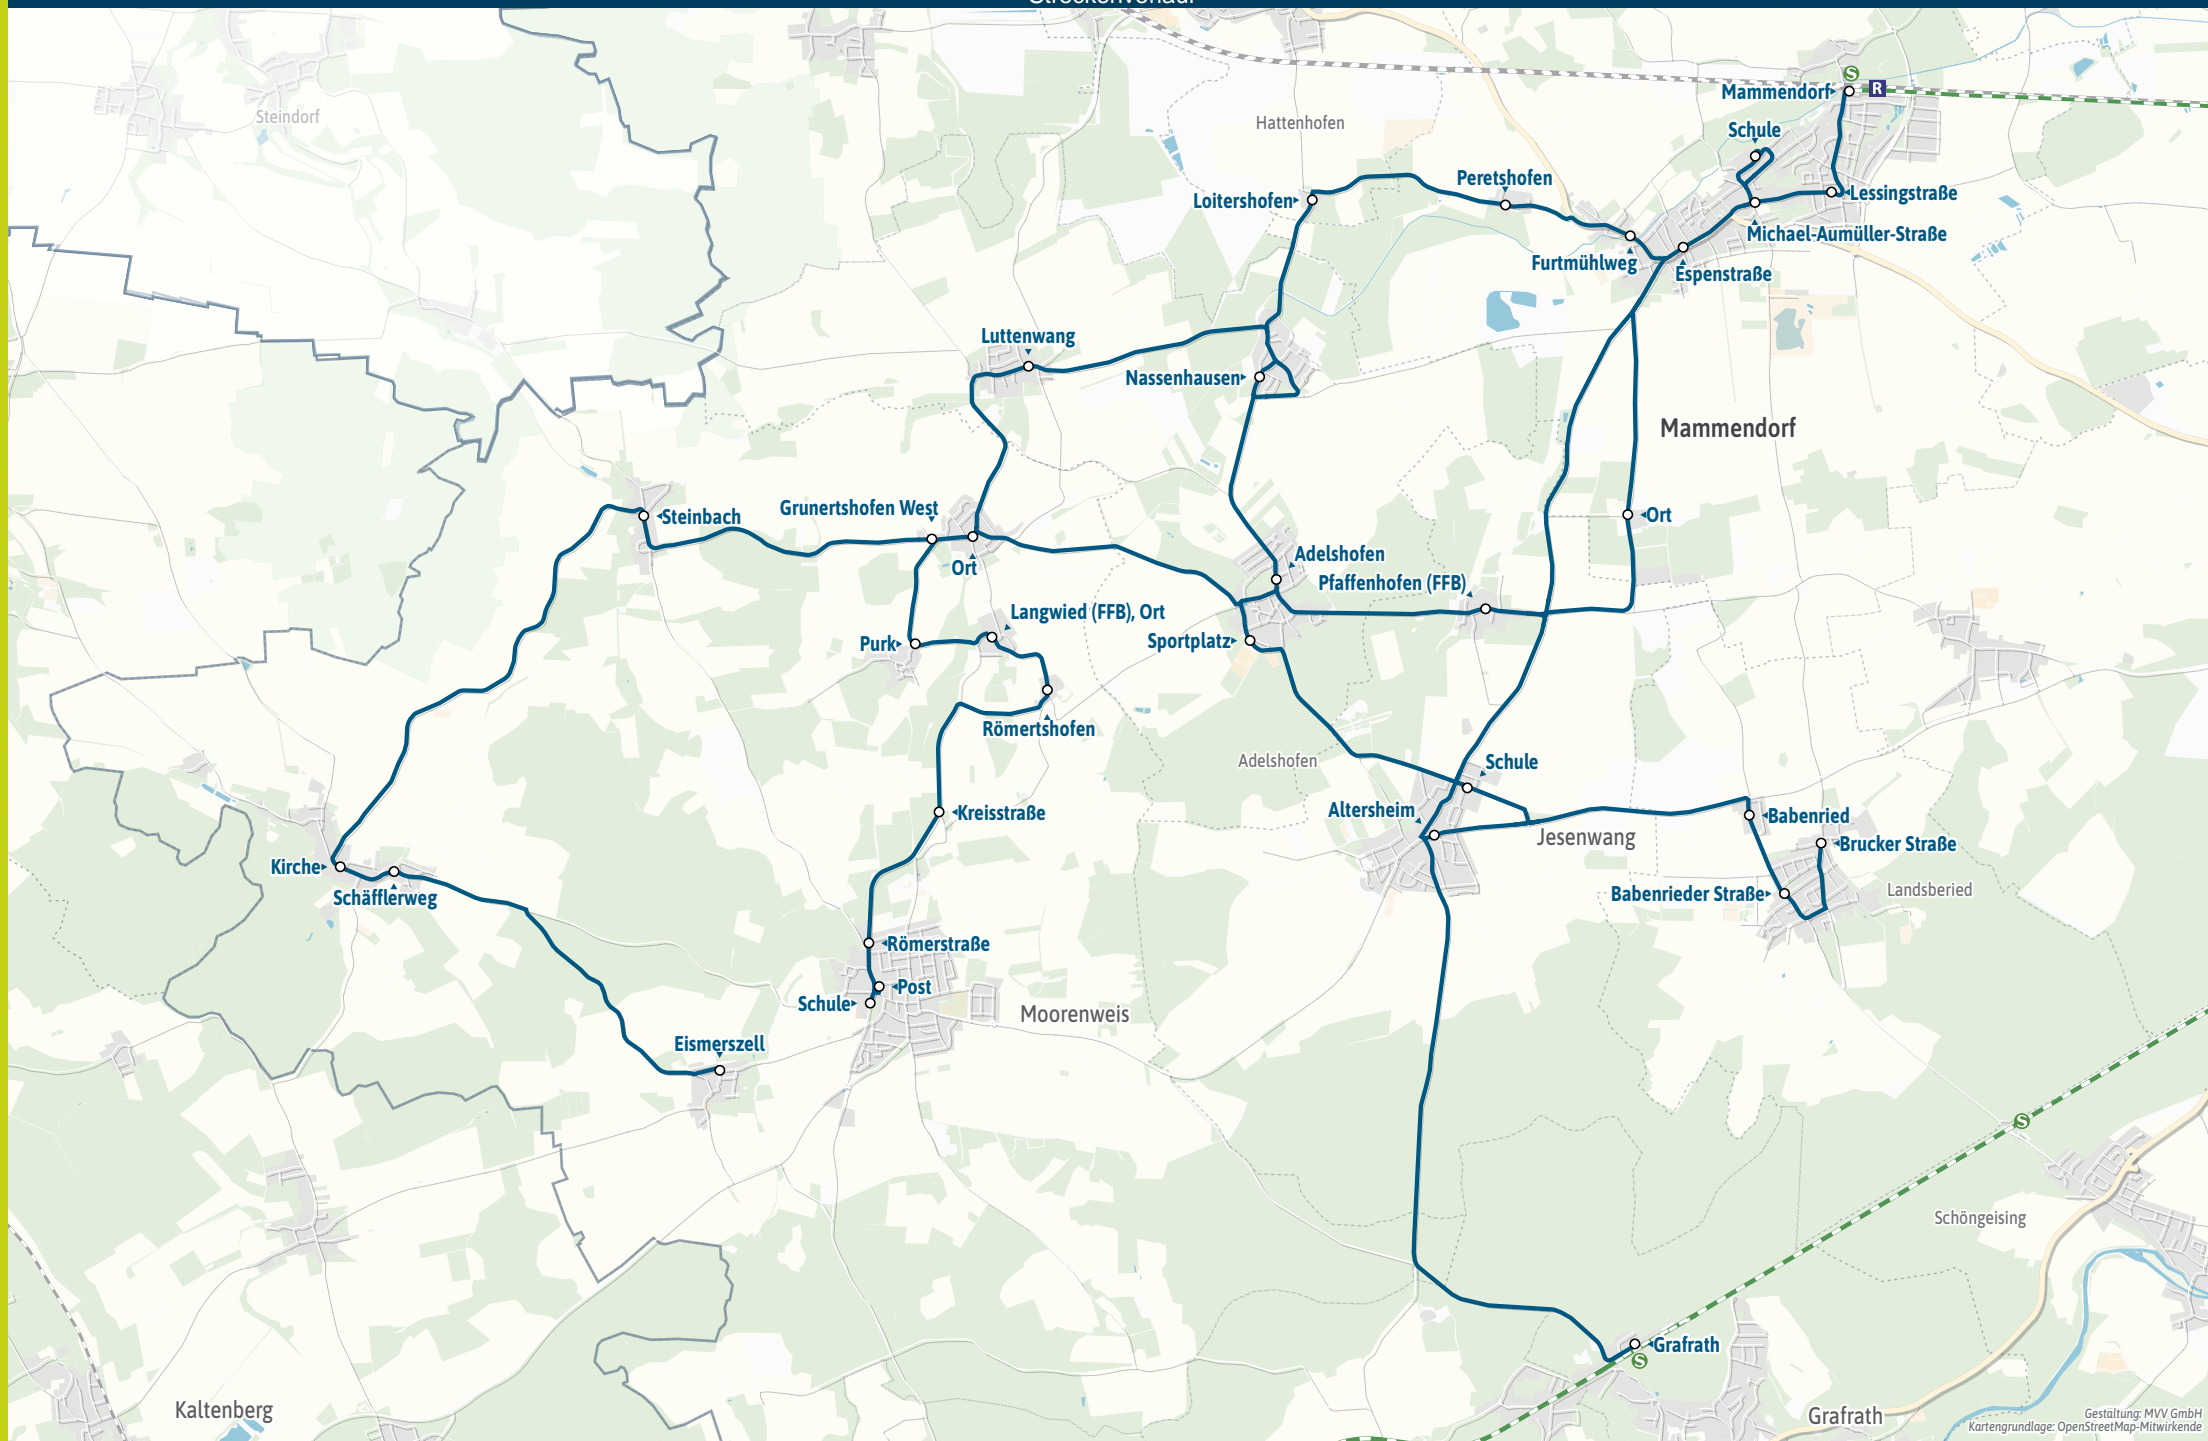 Streckenverlauf
Steindorf
Hattenhofen
Mammendorf
R
S
Schule
Lessingstraße
Michael-Aumüller-Straße
Peretshofen
Loitershofen
Furtmühlweg
Espenstraße
Luttenwang
Nassenhausen
Mammendorf
Grunertshofen West
Steinbach
Ort
Ort
Adelshofen
Pfaffenhofen (FFB)
Langwied (FFB), Ort
Purk
Sportplatz
Römertshofen
Adelshofen
Schule
Altersheim
Kreisstraße
Jesenwang
Babenried
Brucker Straße
Babenrieder Straße
Landsberied
Kirche
Schäfflerweg
Römerstraße
Post
Schule
Moorenweis
Eismerszell
S
Schöngeising
Grafrath
S
Kaltenberg
Grafrath
Gestaltung: MVV GmbH
Kartengrundlage: OpenStreetMap-Mitwirkende